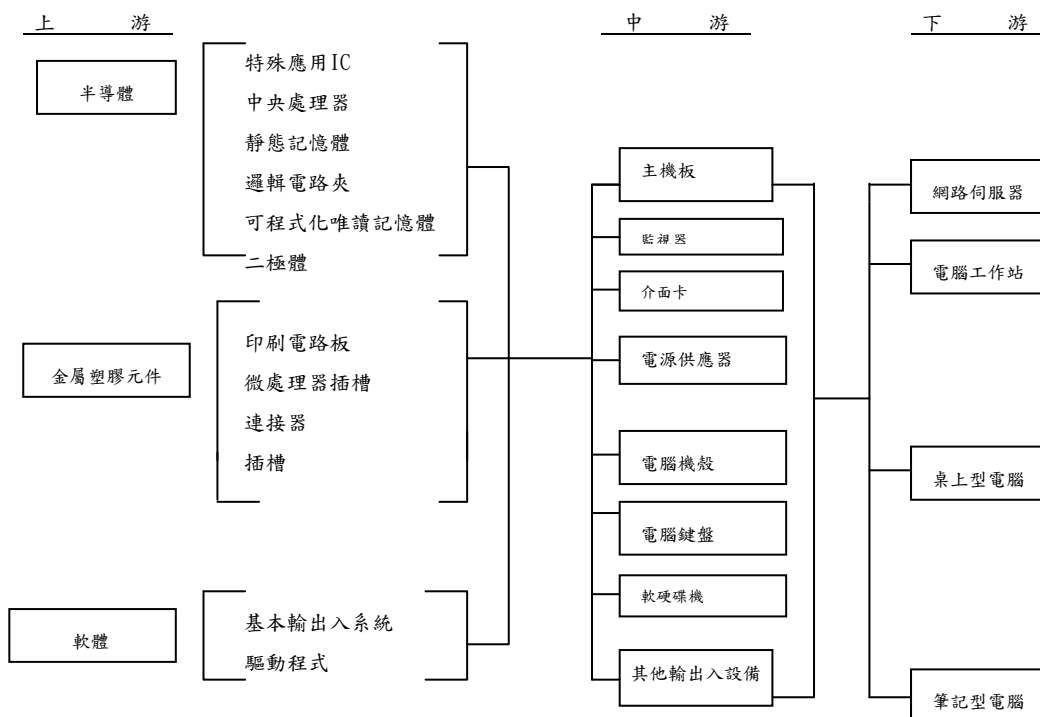 上 游
半導體
特殊應用IC
中央處理器
靜態記憶體
邏輯電路夾
可程式化唯讀記憶體
二極體
金屬塑膠元件
印刷電路板
微處理器插槽
連接器
插槽
軟體
基本輸出入系統
驅動程式
中 游
主機板
監視器
介面卡
電源供應器
電腦機殼
電腦鍵盤
軟硬碟機
其他輸出入設備
下 游
網路伺服器
電腦工作站
桌上型電腦
筆記型電腦